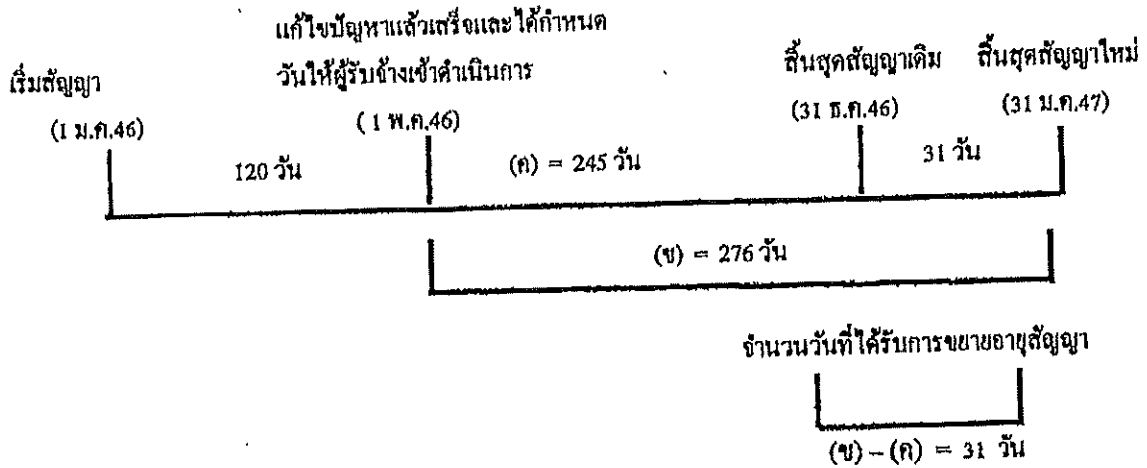 แก้ไขปัญหาแล้วเสร็จและได้กำหนด
วันให้ผู้รับจ้างเข้าดำเนินการ
(1 พ.ค.46)
เริ่มสัญญา
(1 ม.ค.46)
สิ้นสุดสัญญาเดิม
(31 ธ.ค.46)
สิ้นสุดสัญญาใหม่
(31 ม.ค.47)
120 วัน
(ค) = 245 วัน
31 วัน
(ข) = 276 วัน
จำนวนวันที่ได้รับการขยายอายุสัญญา
(ข) – (ค) = 31 วัน